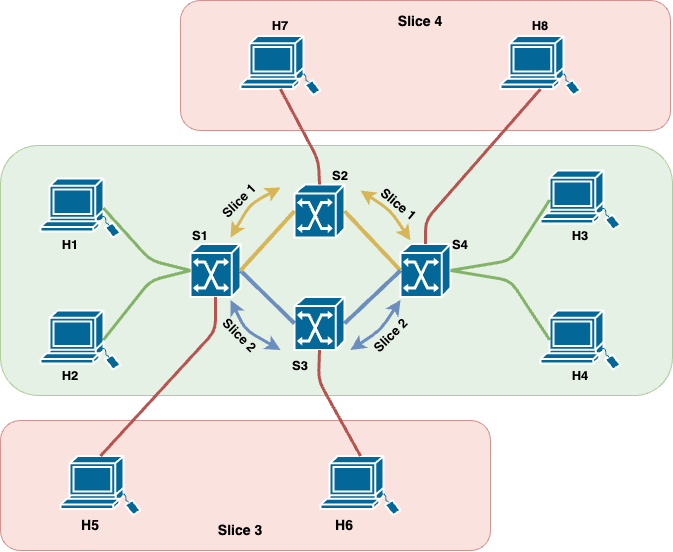 Slice 4
H7
H8
S2
Slice 1
Slice 1
H1
S1
S4
H3
H2
Slice 2
Slice 2
S3
H4
H5
H6
Slice 3